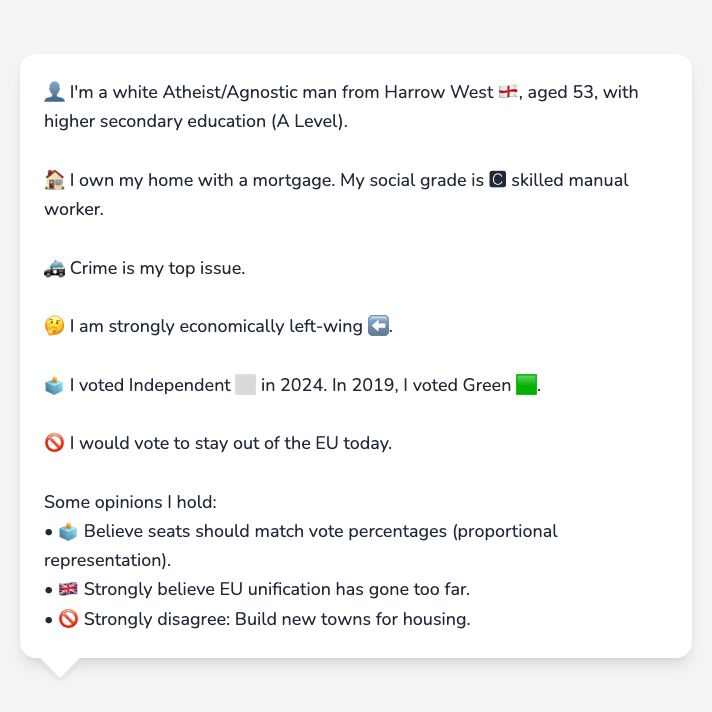 👤 I'm a white Atheist/Agnostic man from Harrow West 🏴󠁧󠁢󠁥󠁮󠁧󠁿, aged 53, with
higher secondary education (A Level).
🏠 I own my home with a mortgage. My social grade is 🅲 skilled manual
worker.
🚓 Crime is my top issue.
🤔 I am strongly economically left-wing ⬅️.
🗳️ I voted Independent ⬜ in 2024. In 2019, I voted Green 🟩.
🚫 I would vote to stay out of the EU today.
Some opinions I hold:
• 🗳️ Believe seats should match vote percentages (proportional
representation).
• 🇬🇧 Strongly believe EU unification has gone too far.
• 🚫 Strongly disagree: Build new towns for housing.